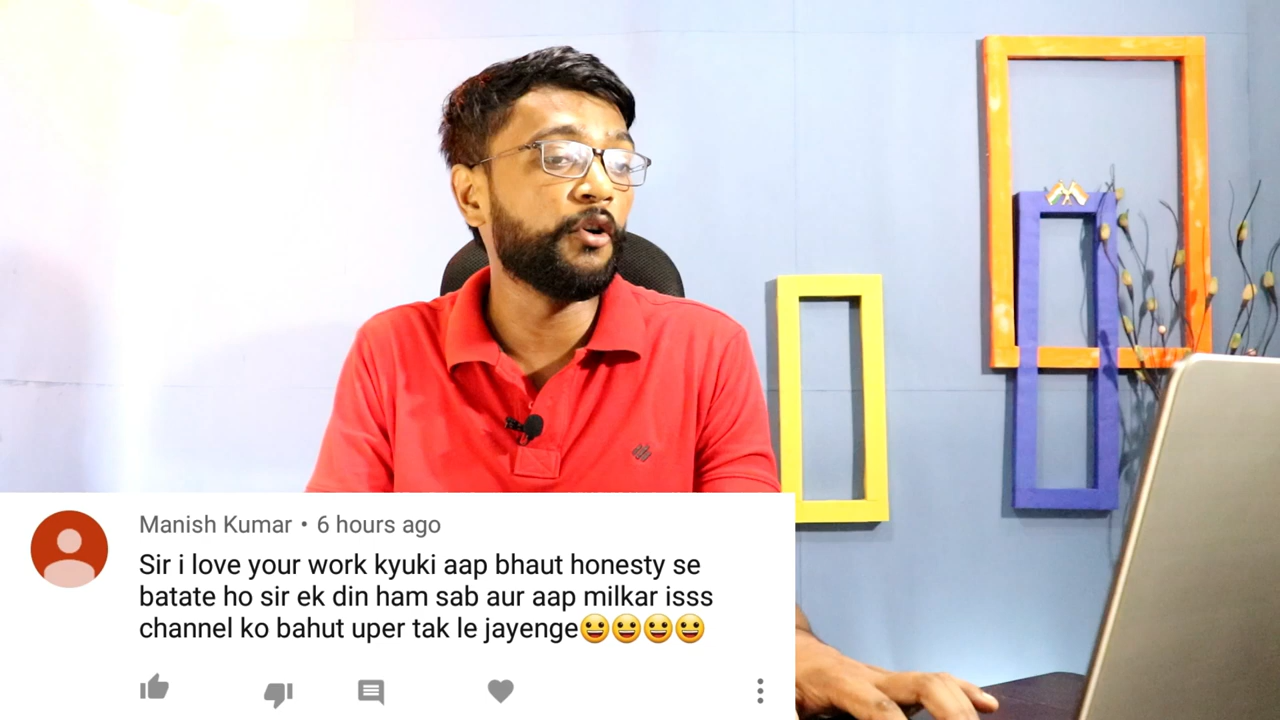 Manish Kumar • 6 hours ago
Sir i love your work kyuki aap bhaut honesty se
batate ho sir ek din ham sab aur aap milkar isss
channel ko bahut uper tak le jayenge😀😀😀😀